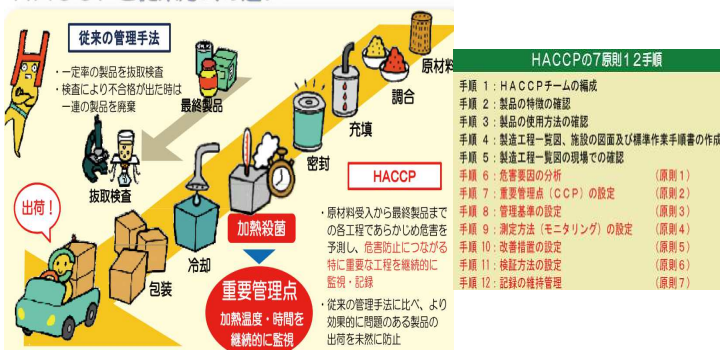 従来の管理手法
・一定率の製品を抜取検査
・検査により不合格が出た時は
一連の製品を廃棄
最終製品
抜取検査
出荷！
包装
冷却
加熱殺菌
密封
充填
調合
原材料
重要管理点
加熱温度・時間を
継続的に監視
HACCP
・原材料受入から最終製品まで
の各工程であらかじめ危害を
予測し、危害防止につながる
特に重要な工程を継続的に
監視・記録
・従来の管理手法に比べ、より
効果的に問題のある製品の
出荷を未然に防止
HACCPの7原則12手順
手順 1：HACCPチームの編成
手順 2：製品の特徴の確認
手順 3：製品の使用方法の確認
手順 4：製造工程一覧図、施設の図面及び標準作業手順書の作成
手順 5：製造工程一覧図の現場での確認
手順 6：危害要因の分析 （原則1）
手順 7：重要管理点（CCP）の設定 （原則2）
手順 8：管理基準の設定 （原則3）
手順 9：測定方法（モニタリング）の設定 （原則4）
手順 10：改善措置の設定 （原則5）
手順 11：検証方法の設定 （原則6）
手順 12：記録の維持管理 （原則7）